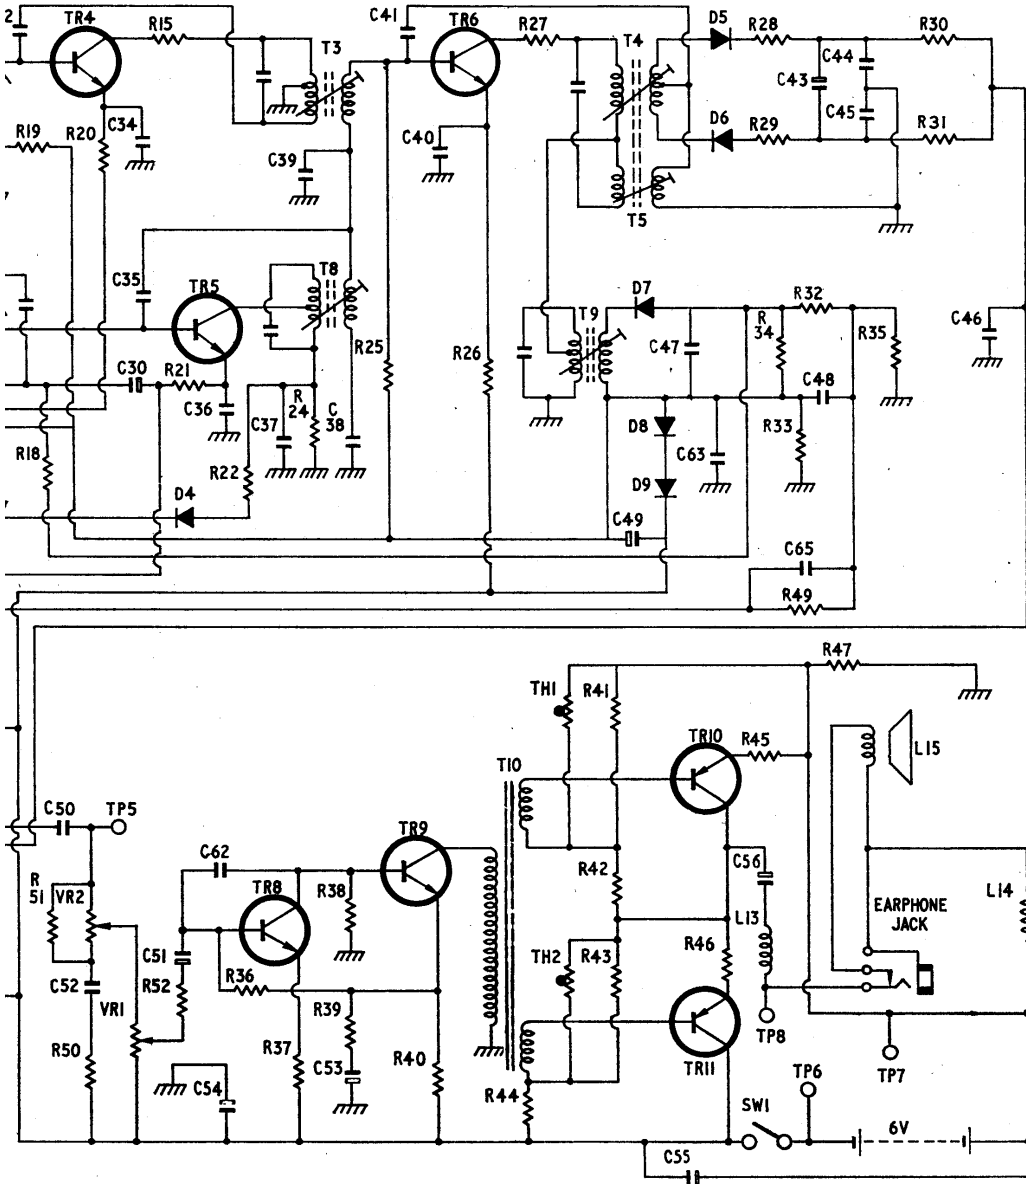 2
TR4
R15
T3
C41
TR6
R27
T4
D5
R28
R30
C44
C43
R19
R20
C34
C39
C40
D6
R29
C45
R31
T5
C35
TR5
T8
D7
R32
T9
R
34
R35
C46
R25
R26
C47
C30
R21
C36
C37
R
24
C
38
C48
R33
D8
R18
R22
C63
D4
D9
C49
C65
R49
R47
TH1
R41
TR10
R45
L15
T10
C50
TP5
TR9
C62
R
51
VR2
TR8
R38
R42
C56
L14
EARPHONE
JACK
L13
C51
R46
TH2
R43
C52
R52
R36
VR1
R39
TP8
R50
R37
C53
R40
TR11
TP6
TP7
C54
R44
SW1
6V
C55